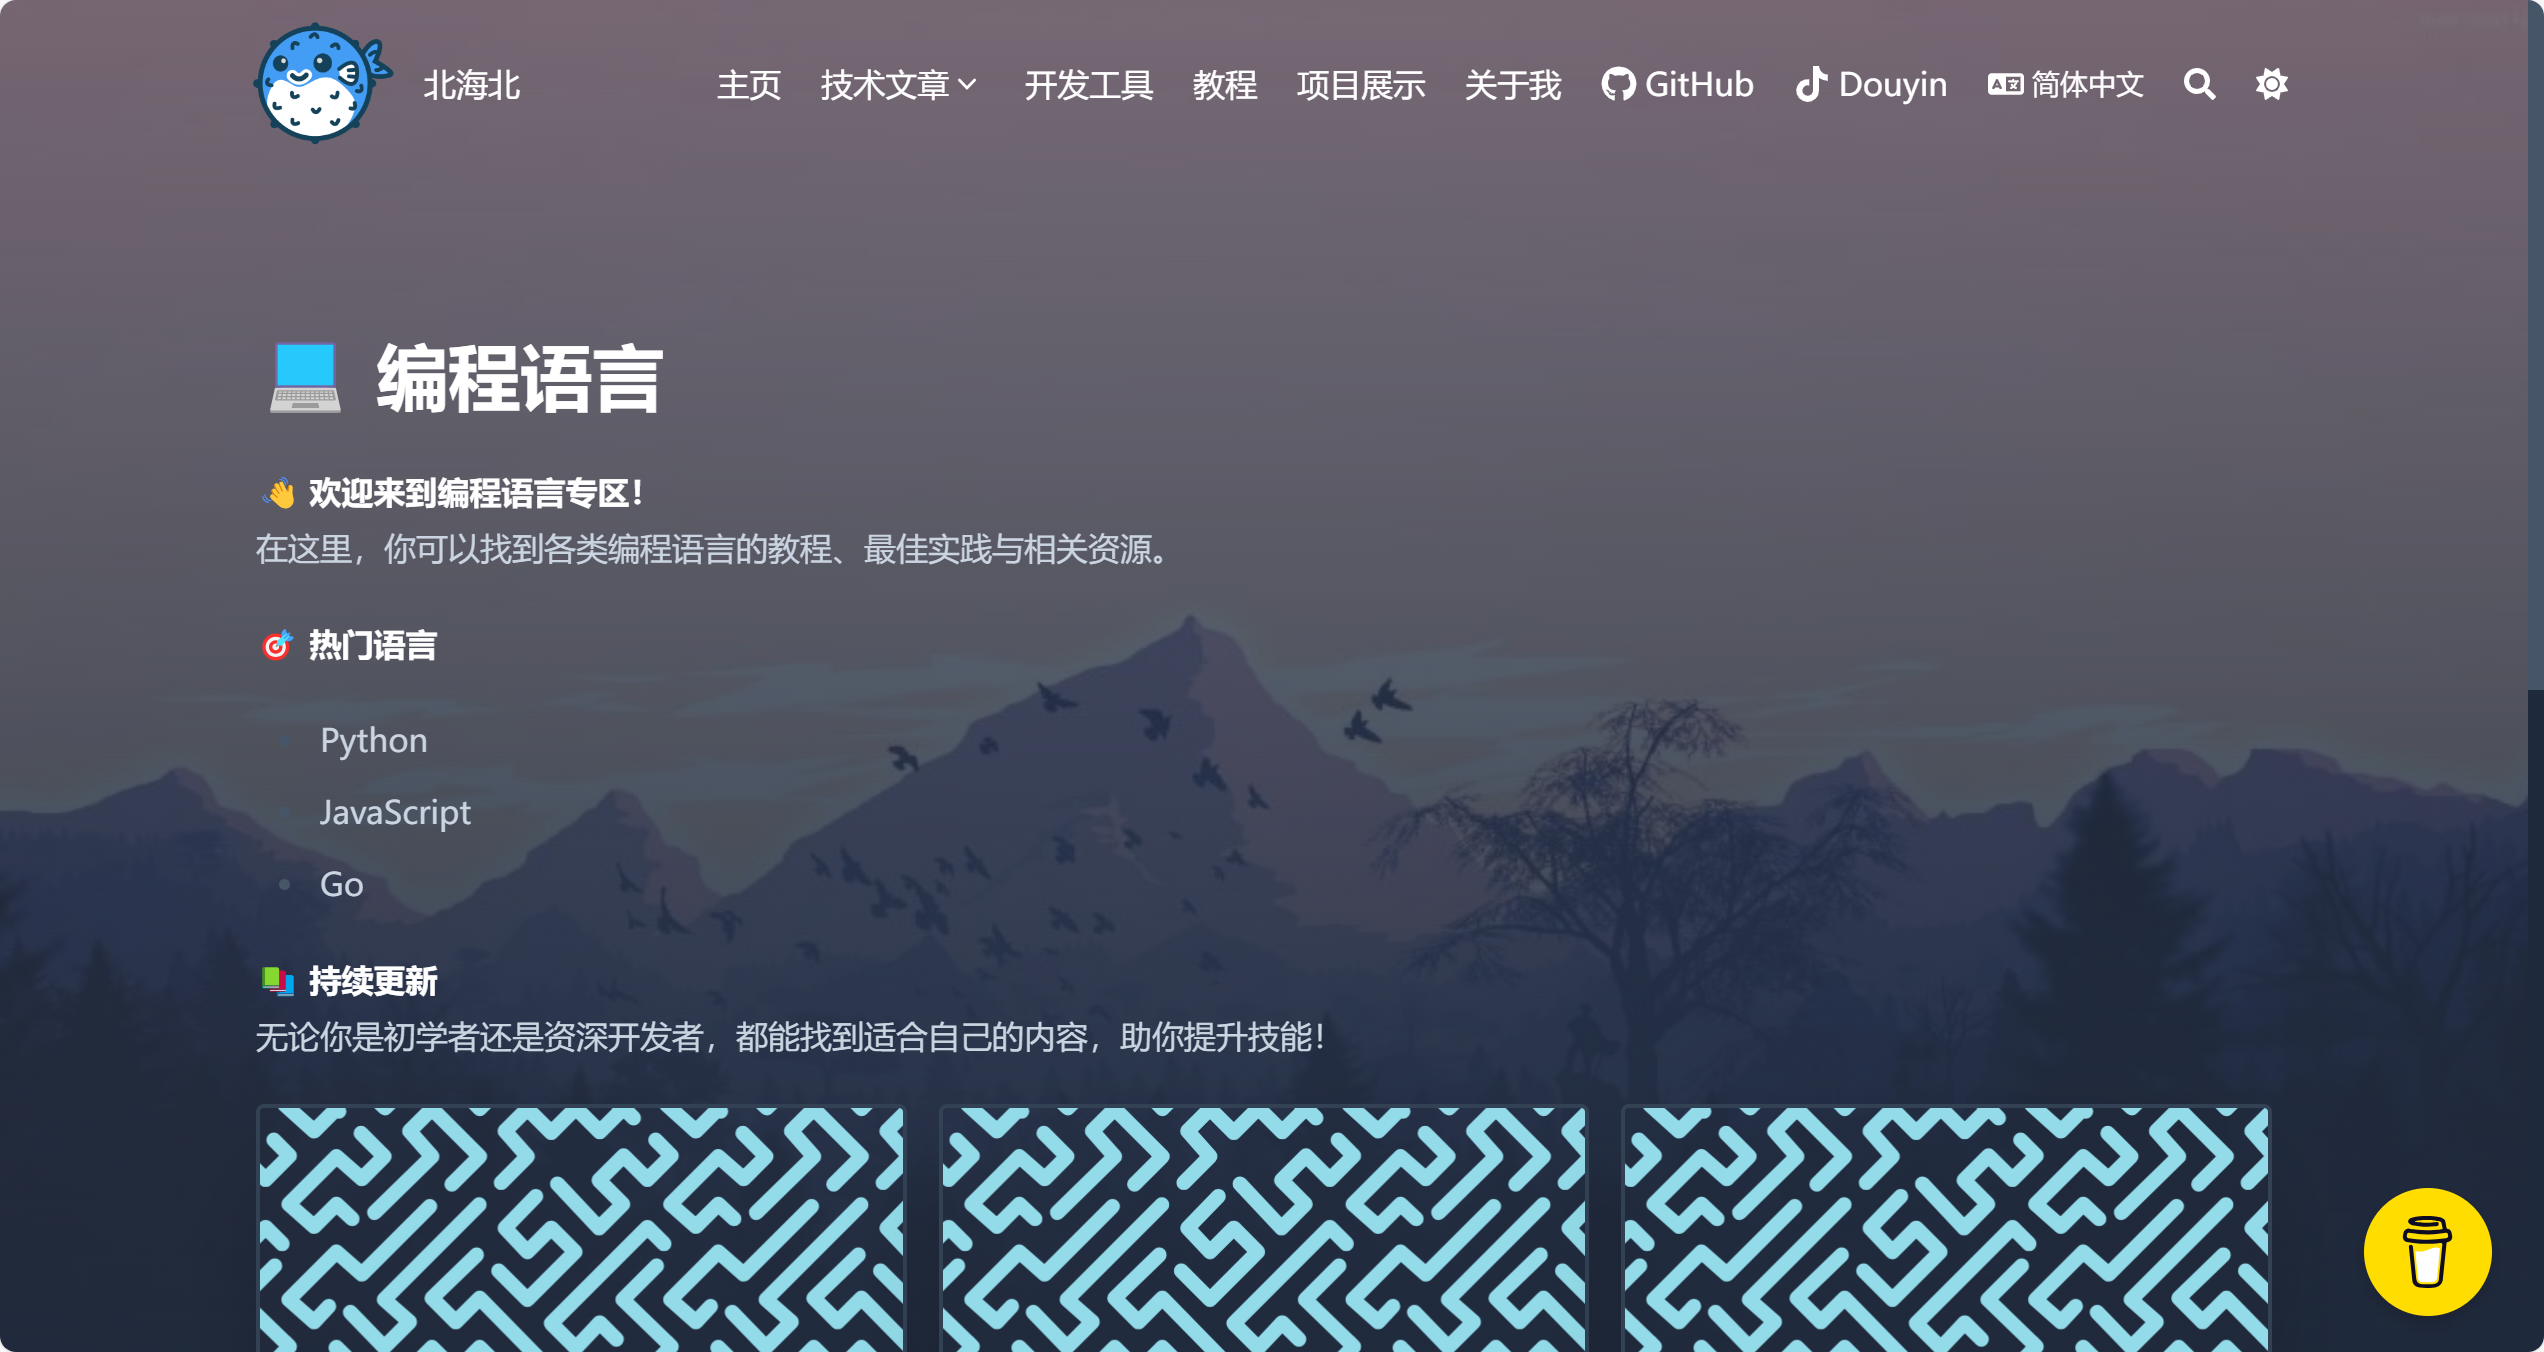 北海北
主页 技术文章 开发工具 教程 项目展示 关于我 GitHub Douyin 简体中文
编程语言
欢迎来到编程语言专区！
在这里，你可以找到各类编程语言的教程、最佳实践与相关资源。
热门语言
Python
JavaScript
Go
持续更新
无论你是初学者还是资深开发者，都能找到适合自己的内容，助你提升技能！